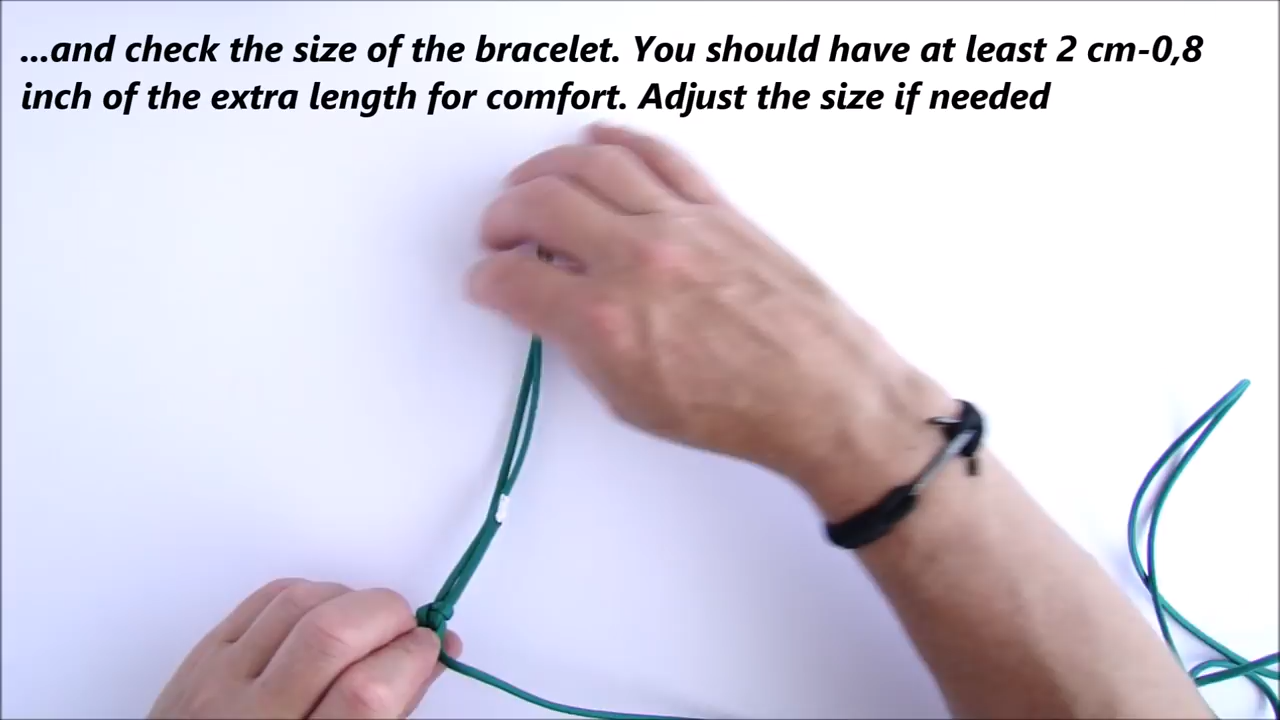 ...and check the size of the bracelet. You should have at least 2 cm-0,8
inch of the extra length for comfort. Adjust the size if needed